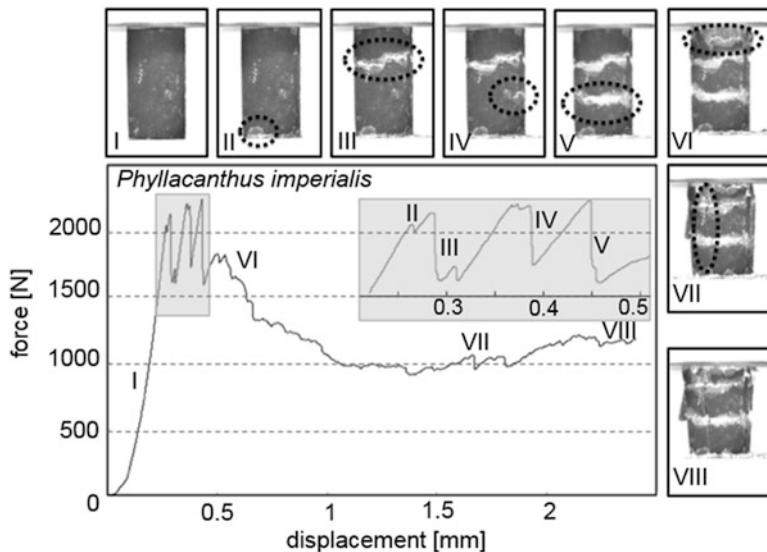 I
II
III
IV
V
VI
Phyllacanthus imperialis
2000
1500
1000
500
0
force [N]
I
VI
VII
VIII
II
III
IV
V
0.3
0.4
0.5
0.5
1
1.5
2
displacement [mm]
VII
VIII